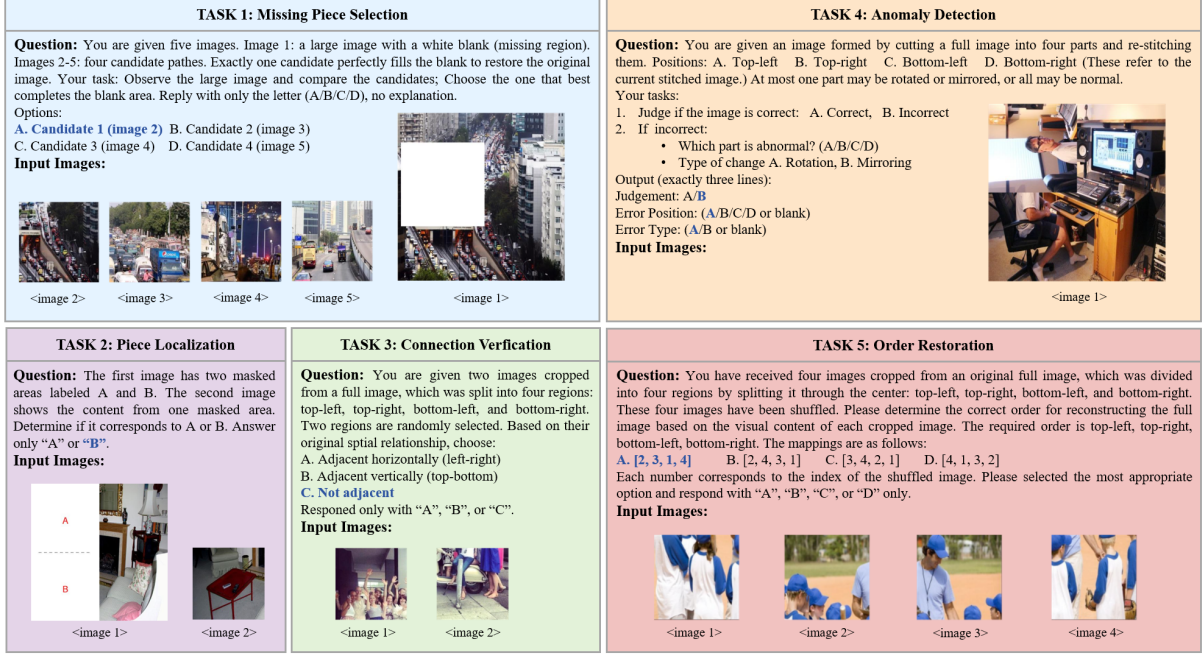 TASK 1: Missing Piece Selection
Question: You are given five images. Image 1: a large image with a white blank (missing region).
Images 2-5: four candidate pathes. Exactly one candidate perfectly fills the blank to restore the original
image. Your task: Observe the large image and compare the candidates; Choose the one that best
completes the blank area. Reply with only the letter (A/B/C/D), no explanation.
Options:
A. Candidate 1 (image 2) B. Candidate 2 (image 3)
C. Candidate 3 (image 4) D. Candidate 4 (image 5)
Input Images:
<image 2> <image 3> <image 4> <image 5> <image 1>
TASK 4: Anomaly Detection
Question: You are given an image formed by cutting a full image into four parts and re-stitching
them. Positions: A. Top-left B. Top-right C. Bottom-left D. Bottom-right (These refer to the
current stitched image.) At most one part may be rotated or mirrored, or all may be normal.
Your tasks:
1. Judge if the image is correct: A. Correct, B. Incorrect
2. If incorrect:
• Which part is abnormal? (A/B/C/D)
• Type of change A. Rotation, B. Mirroring
Output (exactly three lines):
Judgement: A/B
Error Position: (A/B/C/D or blank)
Error Type: (A/B or blank)
Input Images:
<image 1>
TASK 2: Piece Localization
Question: The first image has two masked
areas labeled A and B. The second image
shows the content from one masked area.
Determine if it corresponds to A or B. Answer
only “A” or “B”.
Input Images:
A
B
<image 1> <image 2>
TASK 3: Connection Verfication
Question: You are given two images cropped
from a full image, which was split into four regions:
top-left, top-right, bottom-left, and bottom-right.
Two regions are randomly selected. Based on their
original sptial relationship, choose:
A. Adjacent horizontally (left-right)
B. Adjacent vertically (top-bottom)
C. Not adjacent
Responed only with “A”, “B”, or “C”.
Input Images:
<image 1> <image 2>
TASK 5: Order Restoration
Question: You have received four images cropped from an original full image, which was divided
into four regions by splitting it through the center: top-left, top-right, bottom-left, and bottom-right.
These four images have been shuffled. Please determine the correct order for reconstructing the full
image based on the visual content of each cropped image. The required order is top-left, top-right,
bottom-left, bottom-right. The mappings are as follows:
A. [2, 3, 1, 4] B. [2, 4, 3, 1] C. [3, 4, 2, 1] D. [4, 1, 3, 2]
Each number corresponds to the index of the shuffled image. Please selected the most appropriate
option and respond with “A”, “B”, “C”, or “D” only.
Input Images:
<image 1> <image 2> <image 3> <image 4>